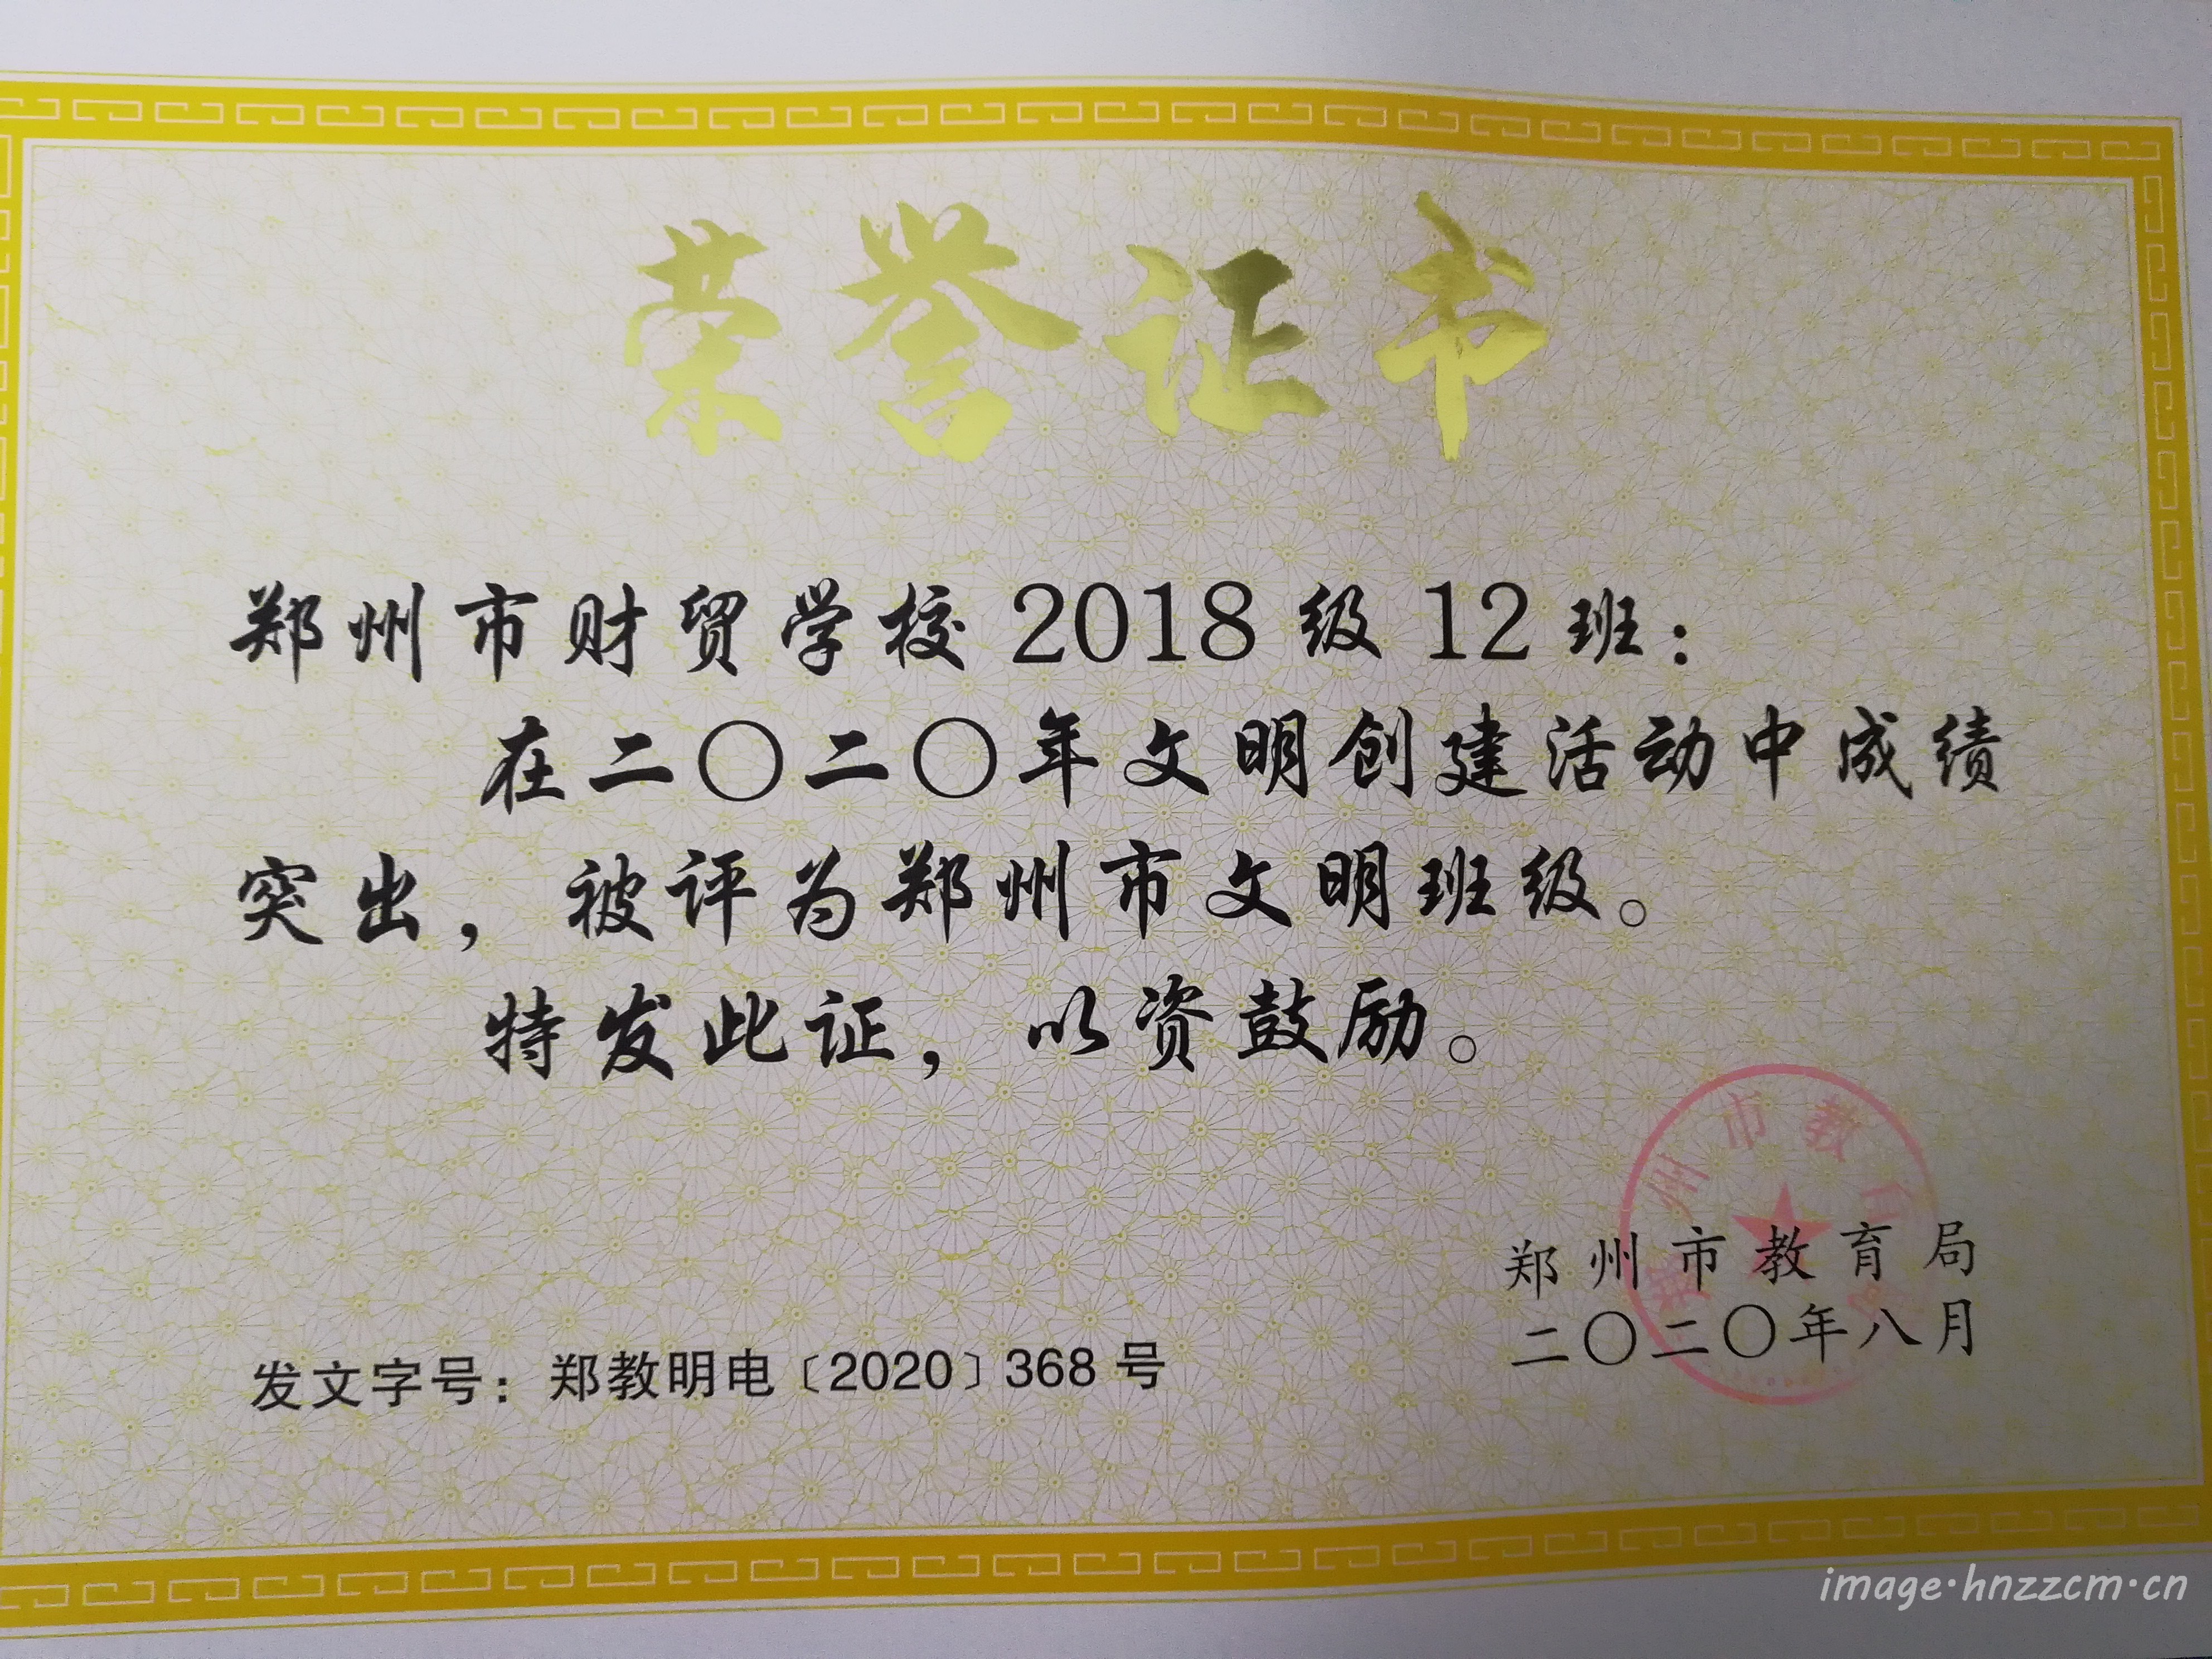 荣誉证书
郑州市财贸学校2018级12班：
在二〇二〇年文明创建活动中成绩
突出，被评为郑州市文明班级。
特发此证，以资鼓励。
州市教
郑州市教育局
二〇二〇年八月
发文字号：郑教明电〔2020〕368号
image·hnzzcm·cn